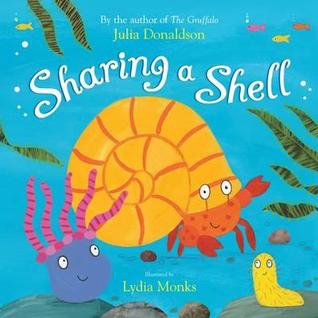 By the author of The Gruffalo
Julia Donaldson
Sharing a Shell
Illustrated by
Lydia Monks